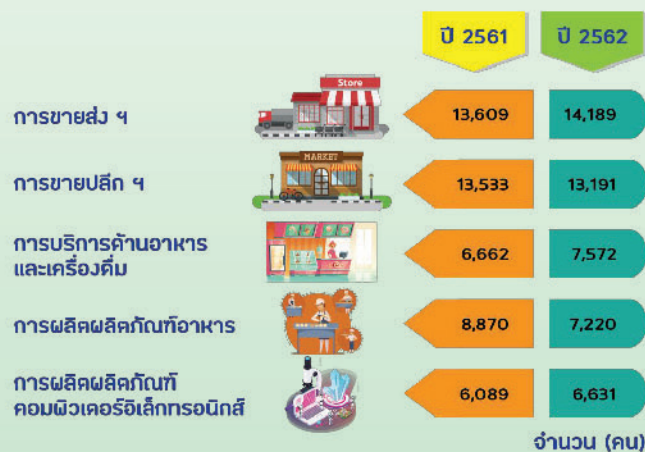 ปี 2561 ปี 2562
Store
การขายส่ง ฯ 13,609 14,189
MARKET
การขายปลีก ฯ 13,533 13,191
การบริการด้านอาหาร
และเครื่องดื่ม 6,662 7,572
การผลิตผลิตภัณฑ์อาหาร 8,870 7,220
การผลิตผลิตภัณฑ์
คอมพิวเตอร์อิเล็กทรอนิกส์ 6,089 6,631
จำนวน (คน)